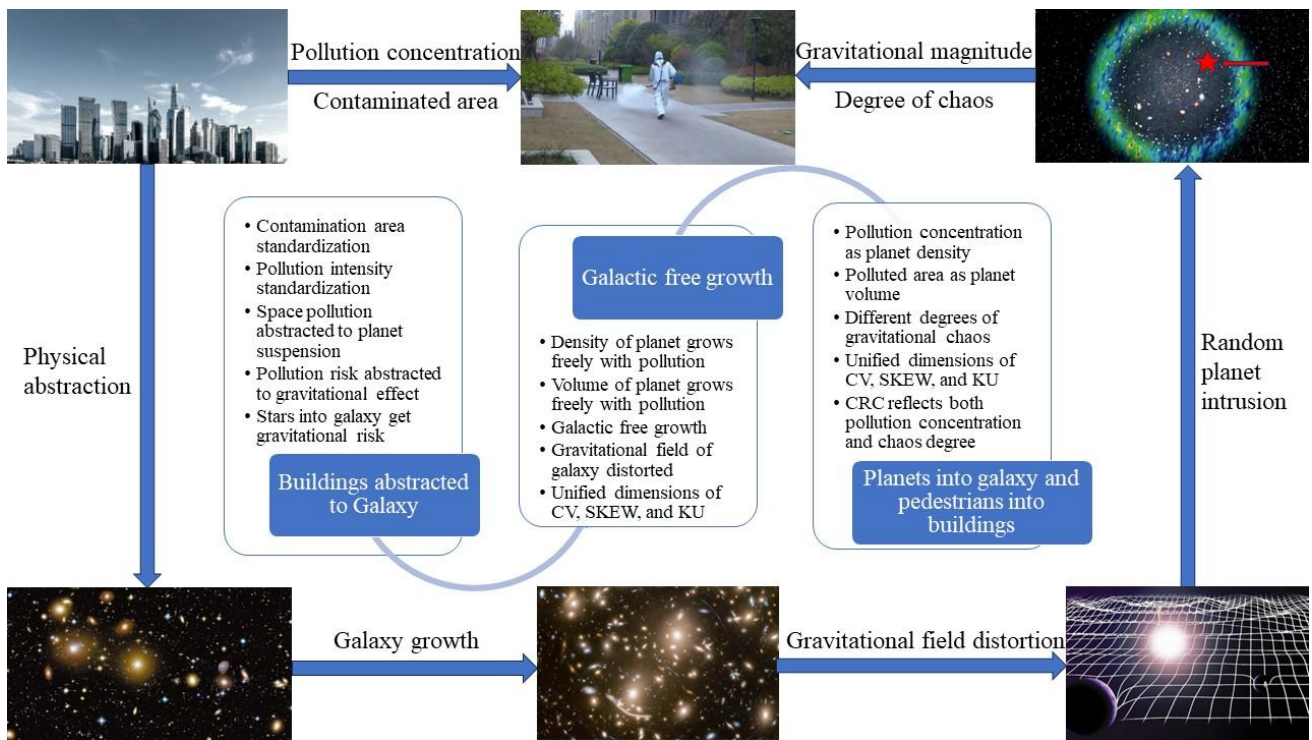 Pollution concentration
Contaminated area
Gravitational magnitude
Degree of chaos
Physical
abstraction
• Contamination area
standardization
• Pollution intensity
standardization
• Space pollution
abstracted to planet
suspension
• Pollution risk abstracted
to gravitational effect
• Stars into galaxy get
gravitational risk
Buildings abstracted
to Galaxy
Galactic free growth
• Density of planet grows
freely with pollution
• Volume of planet grows
freely with pollution
• Galactic free growth
• Gravitational field of
galaxy distorted
• Unified dimensions of
CV, SKEW, and KU
• Pollution concentration
as planet density
• Polluted area as planet
volume
• Different degrees of
gravitational chaos
• Unified dimensions of
CV, SKEW, and KU
• CRC reflects both
pollution concentration
and chaos degree
Planets into galaxy and
pedestrians into
buildings
Random
planet
intrusion
Galaxy growth
Gravitational field distortion